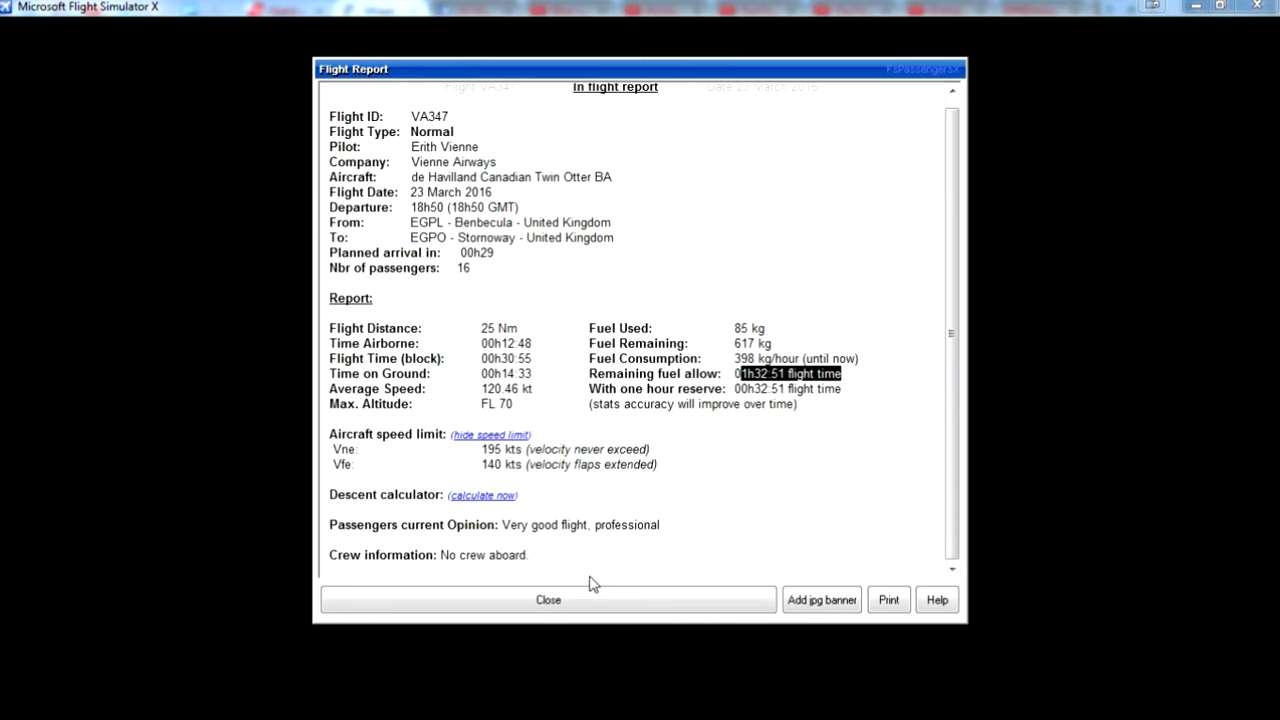 Microsoft Flight Simulator X
Flight Report
FsPassengersX
Flight VA347 In flight report Date 23 March 2016
Flight ID: VA347
Flight Type: Normal
Pilot: Erith Vienne
Company: Vienne Airways
Aircraft: de Havilland Canadian Twin Otter BA
Flight Date: 23 March 2016
Departure: 18h50 (18h50 GMT)
From: EGPL - Benbecula - United Kingdom
To: EGPO - Stornoway - United Kingdom
Planned arrival in: 00h29
Nbr of passengers: 16
Report:
Flight Distance: 25 Nm Fuel Used: 85 kg
Time Airborne: 00h12:48 Fuel Remaining: 617 kg
Flight Time (block): 00h30:55 Fuel Consumption: 398 kg/hour (until now)
Time on Ground: 00h14:33 Remaining fuel allow: 01h32:51 flight time
Average Speed: 120.46 kt With one hour reserve: 00h32:51 flight time
Max. Altitude: FL 70 (stats accuracy will improve over time)
Aircraft speed limit: (hide speed limit)
Vne: 195 kts (velocity never exceed)
Vfe: 140 kts (velocity flaps extended)
Descent calculator: (calculate now)
Passengers current Opinion: Very good flight, professional
Crew information: No crew aboard.
Close Add jpg banner Print Help